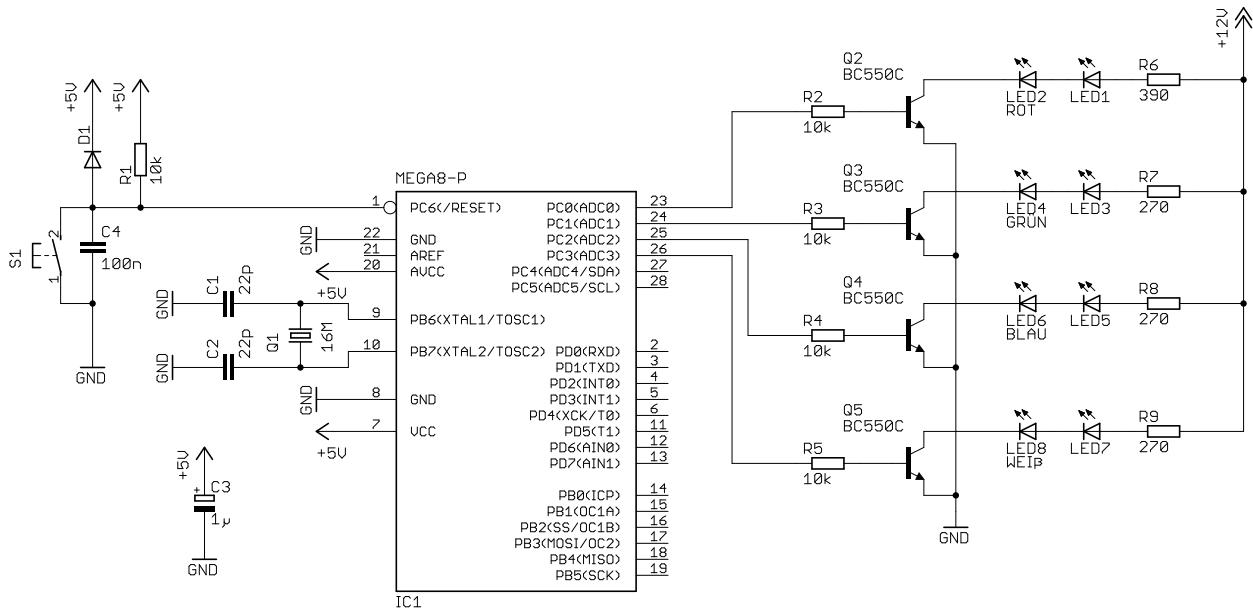 +5V
+5V
D1
R1
10k
S1
2
1
C4
100n
GND
MEGA8-P
1
PC6(/RESET)
GND
22
GND
21
AREF
20
AVCC
+5V
GND
C1
22p
9
PB6(XTAL1/TOSC1)
Q1
16M
GND
C2
22p
10
PB7(XTAL2/TOSC2)
GND
8
GND
7
VCC
+5V
+5V
+
C3
1µ
GND
IC1
PC0(ADC0)
23
PC1(ADC1)
24
PC2(ADC2)
25
PC3(ADC3)
26
PC4(ADC4/SDA)
27
PC5(ADC5/SCL)
28
PD0(RXD)
2
PD1(TXD)
3
PD2(INT0)
4
PD3(INT1)
5
PD4(XCK/T0)
6
PD5(T1)
11
PD6(AIN0)
12
PD7(AIN1)
13
PB0(ICP)
14
PB1(OC1A)
15
PB2(SS/OC1B)
16
PB3(MOSI/OC2)
17
PB4(MISO)
18
PB5(SCK)
19
+12V
R2
10k
Q2
BC550C
LED2
ROT
LED1
R6
390
R3
10k
Q3
BC550C
LED4
GRÜN
LED3
R7
270
R4
10k
Q4
BC550C
LED6
BLAU
LED5
R8
270
R5
10k
Q5
BC550C
LED8
WEIβ
LED7
R9
270
GND